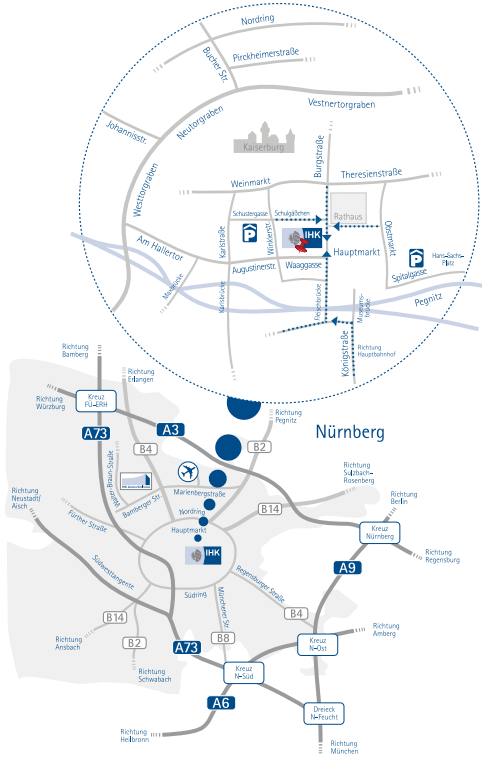 Nordring
Bucher Str.
Pirckheimerstraße
Vestnertorgraben
Neutorgraben
Johannisstr.
Kaiserburg
Burgstraße
Westtorgraben
Theresienstraße
Weinmarkt
Schustergasse
Schulgäßchen
Rathaus
Karlstraße
P
Winklerstr.
IHK
Obstmarkt
Am Hallertor
Hauptmarkt
P
Hans-Sachs-
Platz
Augustinerstr.
Waaggasse
Spitalgasse
Maxbrücke
Karlsbrücke
Fleischbrücke
Museums-
brücke
Pegnitz
Königstraße
Richtung
Hauptbahnhof
Richtung
Bamberg
Richtung
Erlangen
Richtung
Würzburg
Kreuz
FÜ-ERH
Richtung
Pegnitz
A73
A3
B4
B2
Nürnberg
Richtung
Sulzbach-
Rosenberg
Marienbergstraße
Bamberger Str.
Richtung
Neustadt/
Aisch
Further Straße
Nordring
B14
Richtung
Berlin
Hauptmarkt
IHK
Kreuz
Nürnberg
Richtung
Regensburg
Südwesttangente
Regensburger Straße
A9
Südring
Münchener Str.
B14
B4
Richtung
Ansbach
B2
A73
B8
Richtung
Amberg
Kreuz
N-Ost
Richtung
Schwabach
Kreuz
N-Süd
A6
Dreieck
N-Feucht
Richtung
Heilbronn
Richtung
München